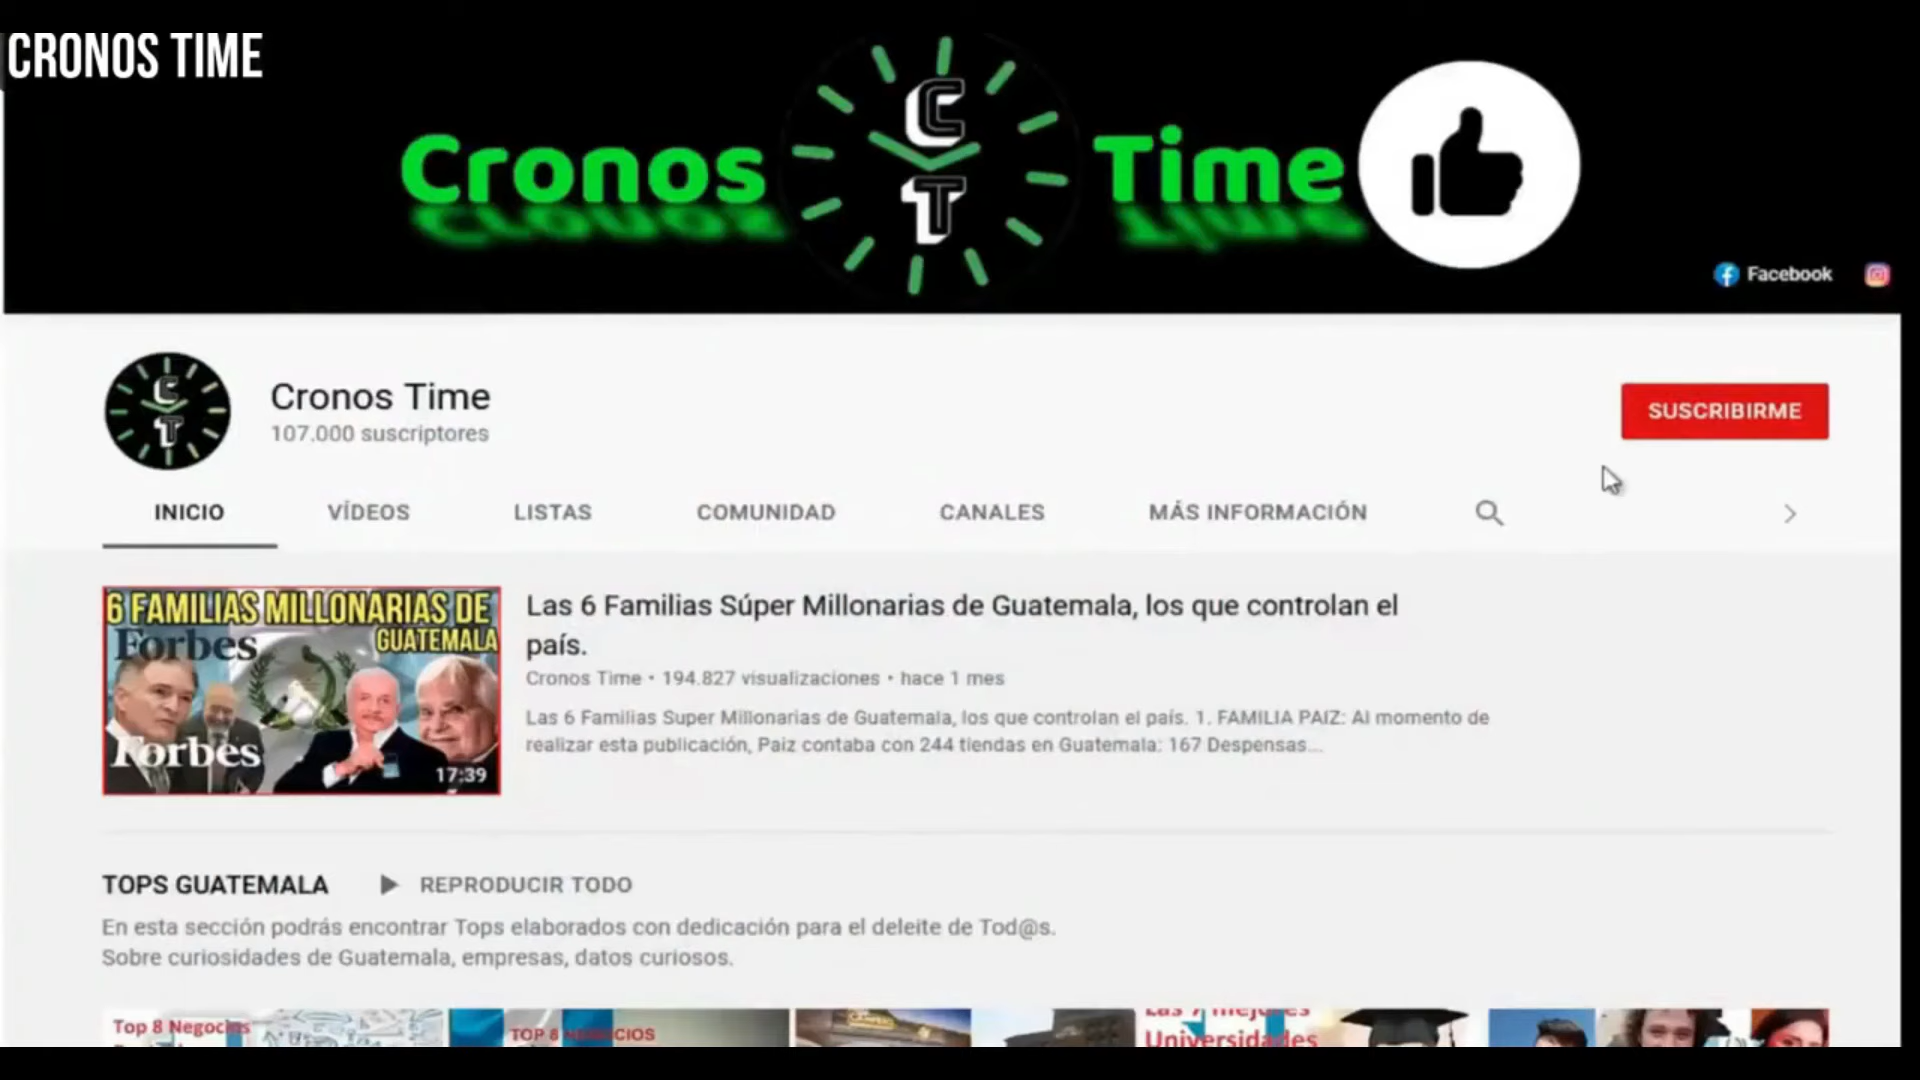 CRONOS TIME
Cronos
C
T
Time
Facebook
Cronos Time
107.000 suscriptores
SUSCRIBIRME
INICIO
VÍDEOS
LISTAS
COMUNIDAD
CANALES
MÁS INFORMACIÓN
6 FAMILIAS MILLONARIAS DE
GUATEMALA
Forbes
Forbes
17:39
Las 6 Familias Súper Millonarias de Guatemala, los que controlan el
país.
Cronos Time • 194.827 visualizaciones • hace 1 mes
Las 6 Familias Super Millonarias de Guatemala, los que controlan el país. 1. FAMILIA PAIZ: Al momento de
realizar esta publicación, Paiz contaba con 244 tiendas en Guatemala: 167 Despensas...
TOPS GUATEMALA
REPRODUCIR TODO
En esta sección podrás encontrar Tops elaborados con dedicación para el deleite de Tod@s.
Sobre curiosidades de Guatemala, empresas, datos curiosos.
Top 8 Negocios
TOP 8 NEGOCIOS
Las 7 mejores
Universidades